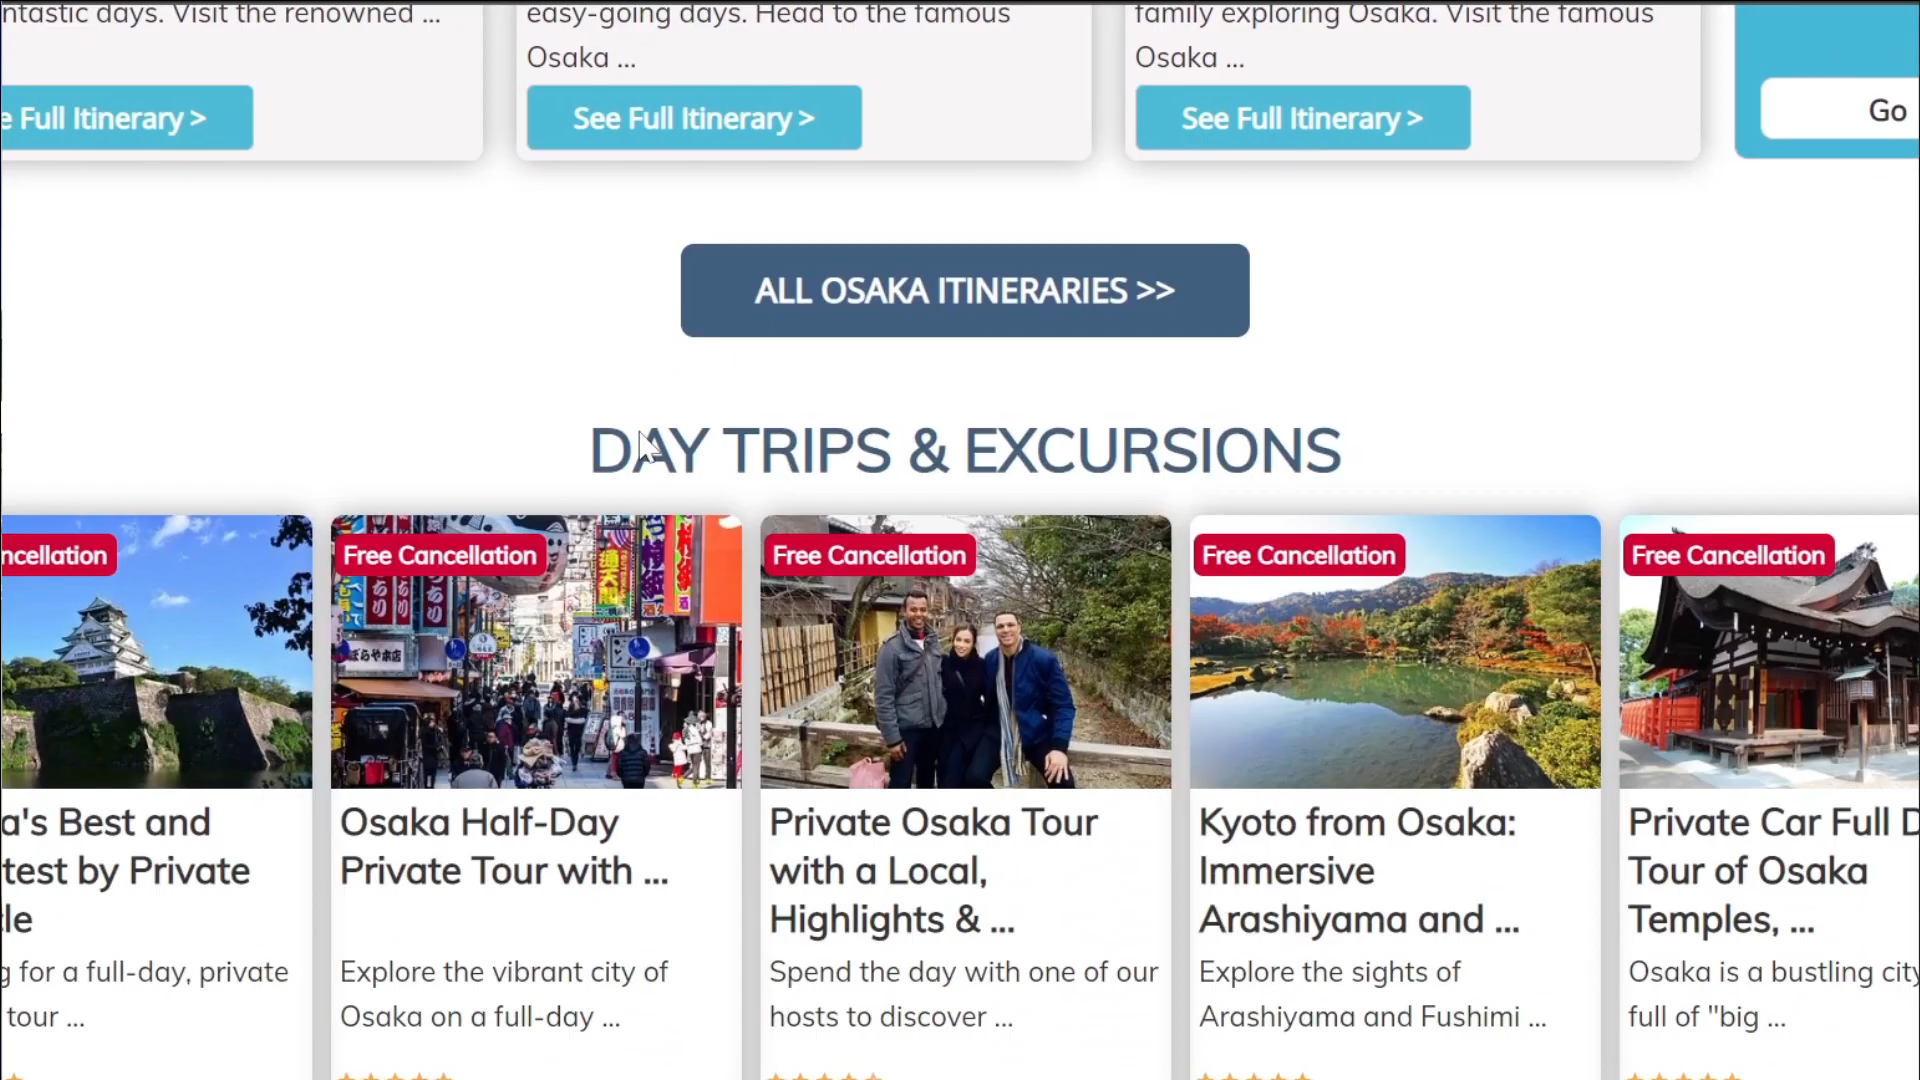 ntastic days. Visit the renowned ...
easy-going days. Head to the famous
Osaka ...
family exploring Osaka. Visit the famous
Osaka ...
e Full Itinerary >
See Full Itinerary >
See Full Itinerary >
Go
ALL OSAKA ITINERARIES >>
DAY TRIPS & EXCURSIONS
ncellation
Free Cancellation
Free Cancellation
Free Cancellation
Free Cancellation
a's Best and
test by Private
cle
g for a full-day, private
tour ...
Osaka Half-Day
Private Tour with ...
Explore the vibrant city of
Osaka on a full-day ...
Private Osaka Tour
with a Local,
Highlights & ...
Spend the day with one of our
hosts to discover ...
Kyoto from Osaka:
Immersive
Arashiyama and ...
Explore the sights of
Arashiyama and Fushimi ...
Private Car Full D
Tour of Osaka
Temples, ...
Osaka is a bustling city
full of "big ...